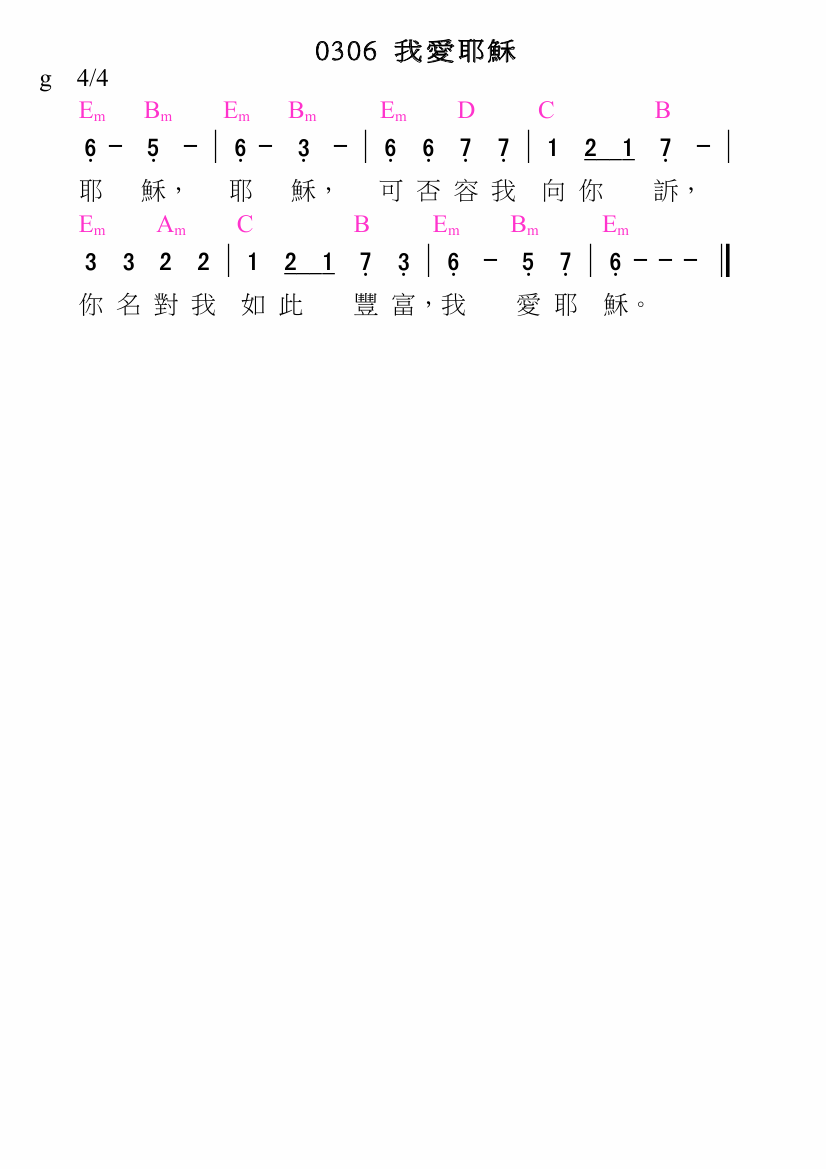 0306 我愛耶穌
g 4/4
Em Bm Em Bm Em D C B
6̣ - 5̣ - | 6̣ - 3̣ - | 6̣ 6̣ 7̣ 7̣ | 1 2 1 7̣ - |
耶 穌， 耶 穌， 可 否 容 我 向 你 訴，
Em Am C B Em Bm Em
3 3 2 2 | 1 2 1 7̣ 3̣ | 6̣ - 5̣ 7̣ | 6̣ - - - ‖
你 名 對 我 如 此 豐 富，我 愛 耶 穌。